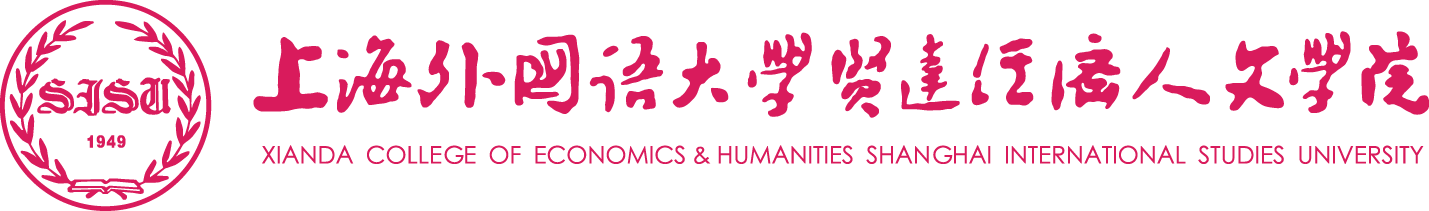 SISU
1949
上海外国语大学贤达经济人文学院
XIANDA COLLEGE OF ECONOMICS & HUMANITIES SHANGHAI INTERNATIONAL STUDIES UNIVERSITY